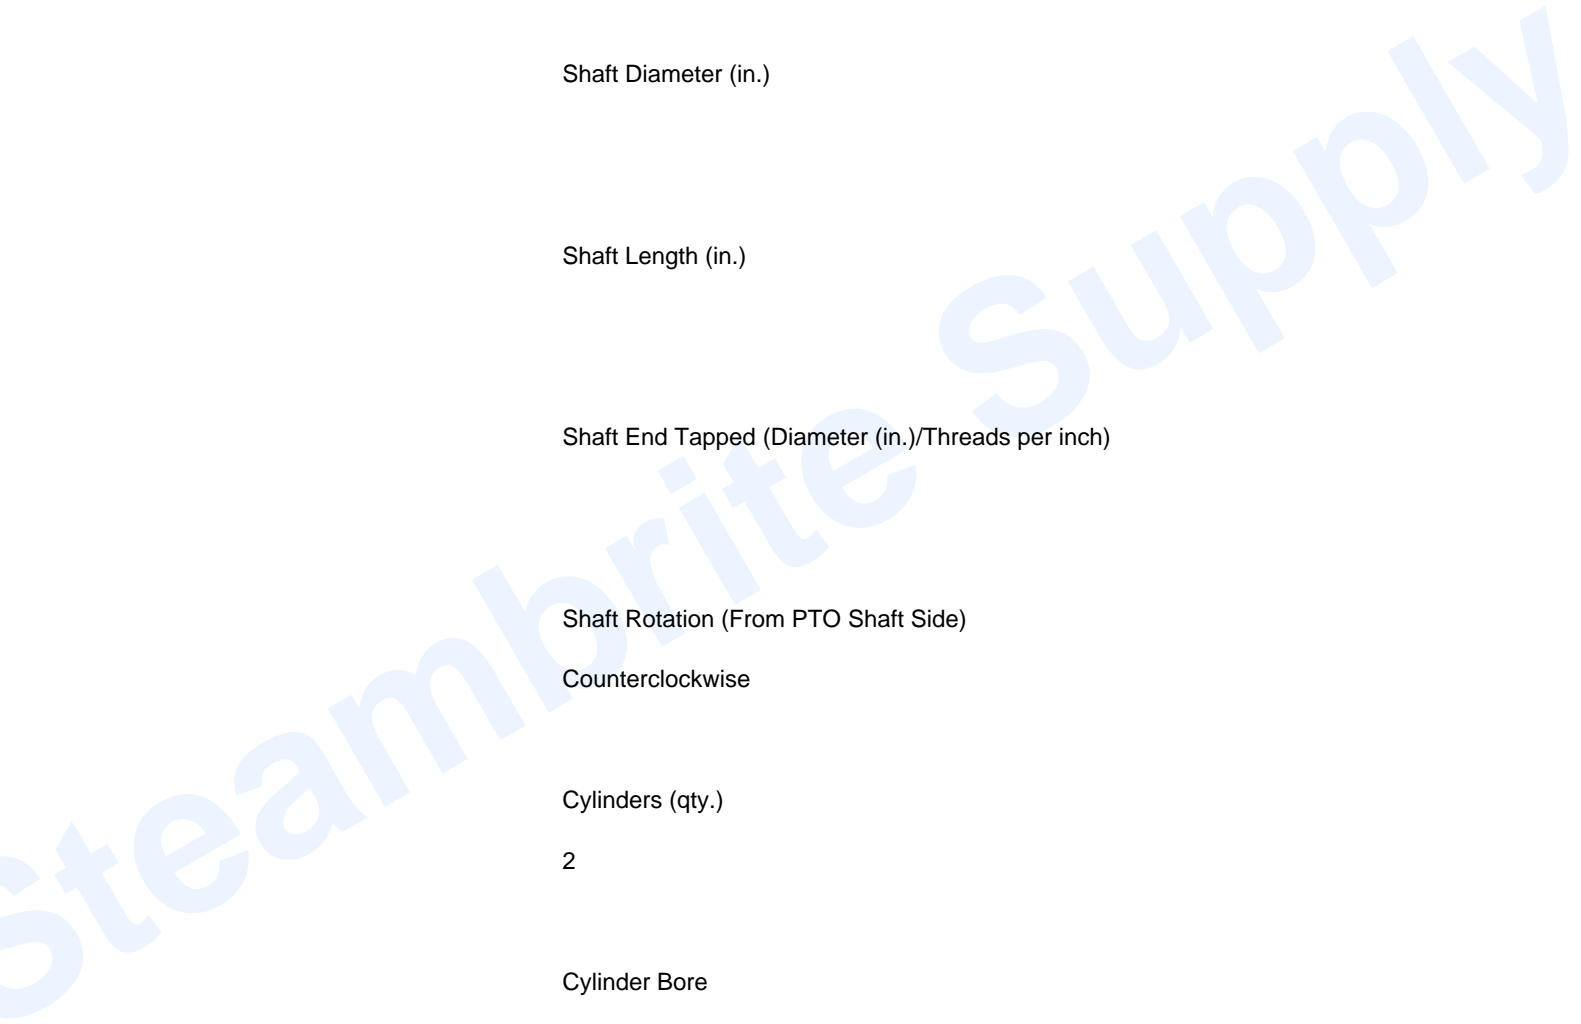 Shaft Diameter (in.)
Shaft Length (in.)
Shaft End Tapped (Diameter (in.)/Threads per inch)
Shaft Rotation (From PTO Shaft Side)
Counterclockwise
Cylinders (qty.)
2
Cylinder Bore
Steambrite Supply